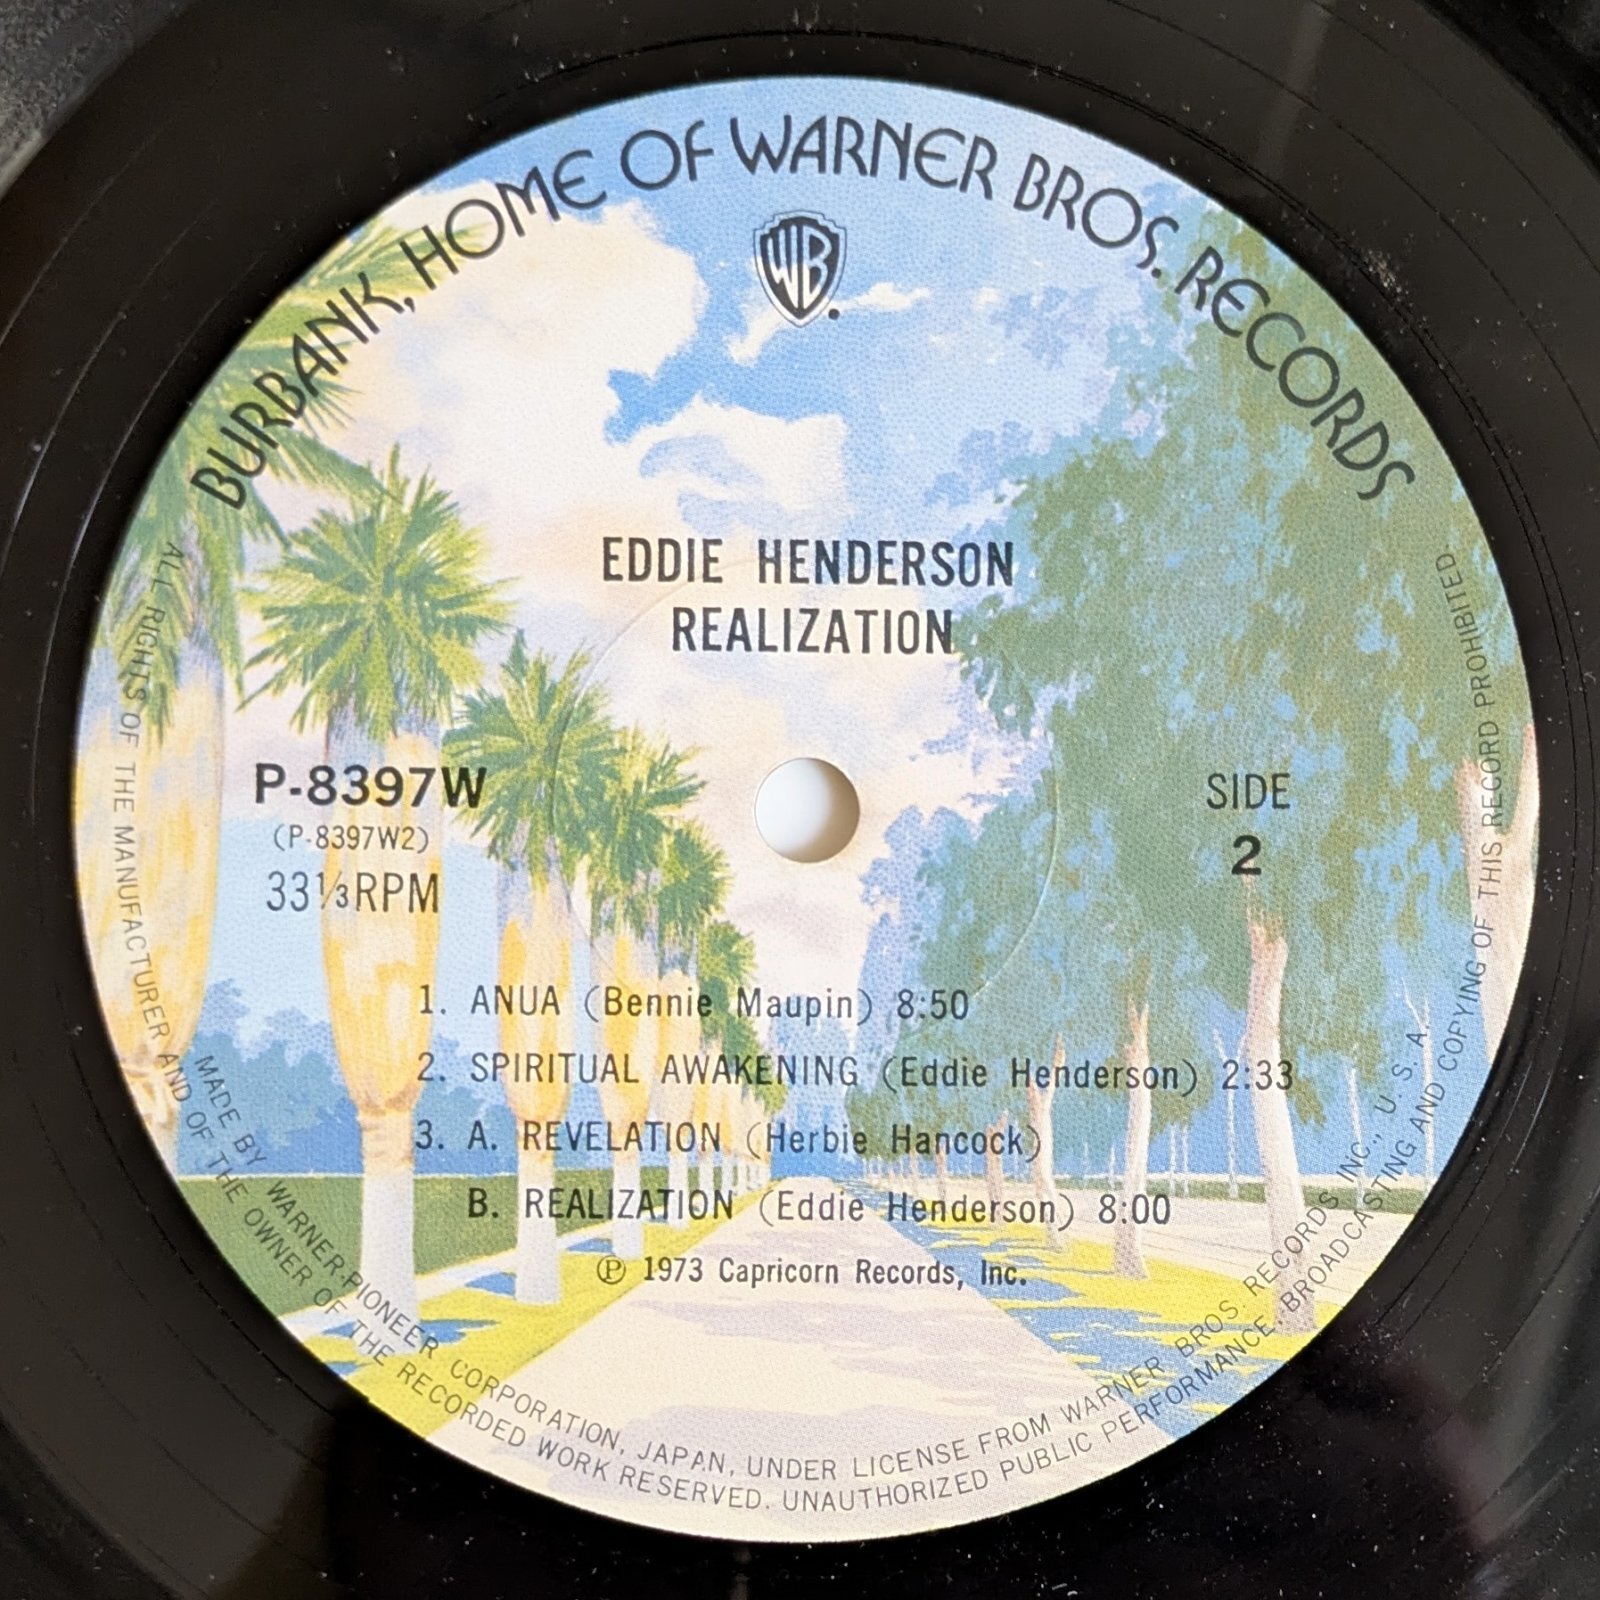 BURBANK, HOME OF WARNER BROS. RECORDS
WB
EDDIE HENDERSON
REALIZATION
P-8397W
(P-8397W2)
33⅓RPM
SIDE
2
1. ANUA (Bennie Maupin) 8:50
2. SPIRITUAL AWAKENING (Eddie Henderson) 2:33
3. A. REVELATION (Herbie Hancock)
B. REALIZATION (Eddie Henderson) 8:00
℗ 1973 Capricorn Records, Inc.
MADE BY WARNER-PIONEER CORPORATION, JAPAN, UNDER LICENSE FROM WARNER BROS. RECORDS INC., U.S.A.
ALL RIGHTS OF THE MANUFACTURER AND OF THE OWNER OF THE RECORDED WORK RESERVED. UNAUTHORIZED PUBLIC PERFORMANCE, BROADCASTING AND COPYING OF THIS RECORD PROHIBITED